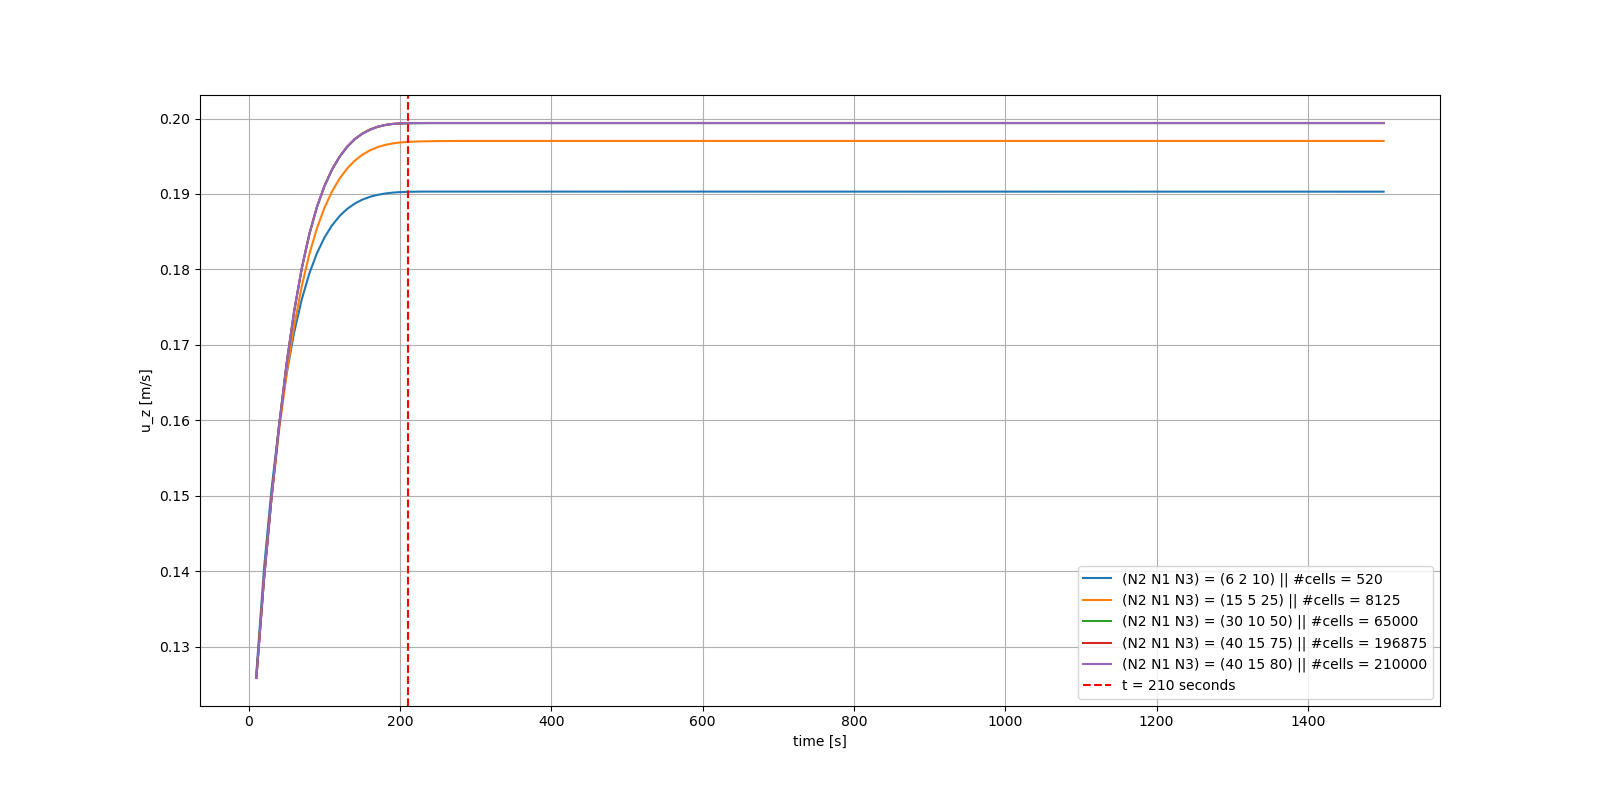 0.20
0.19
0.18
0.17
0.16
0.15
0.14
0.13
u_z [m/s]
0 200 400 600 800 1000 1200 1400
time [s]
(N2 N1 N3) = (6 2 10) || #cells = 520
(N2 N1 N3) = (15 5 25) || #cells = 8125
(N2 N1 N3) = (30 10 50) || #cells = 65000
(N2 N1 N3) = (40 15 75) || #cells = 196875
(N2 N1 N3) = (40 15 80) || #cells = 210000
t = 210 seconds